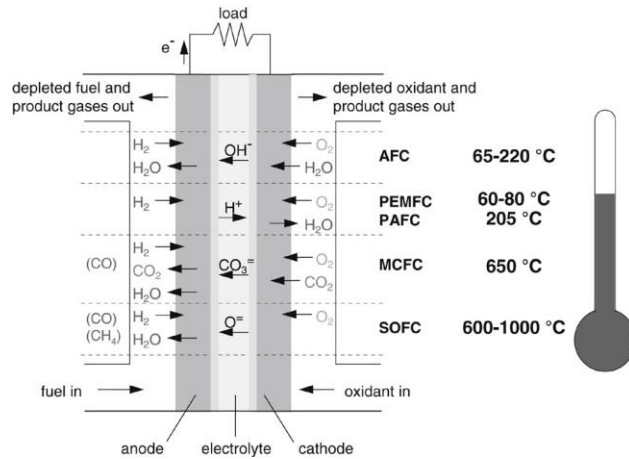 load
e⁻
depleted fuel and
product gases out
depleted oxidant and
product gases out
H₂ OH⁻ O₂ AFC 65-220 °C
H₂O H₂O
H₂ H⁺ O₂ PEMFC 60-80 °C
H₂O PAFC 205 °C
H₂
(CO) CO₂ CO₃⁼ O₂ MCFC 650 °C
H₂O CO₂
(CO) H₂ O⁼ O₂ SOFC 600-1000 °C
(CH₄) H₂O
fuel in oxidant in
anode electrolyte cathode